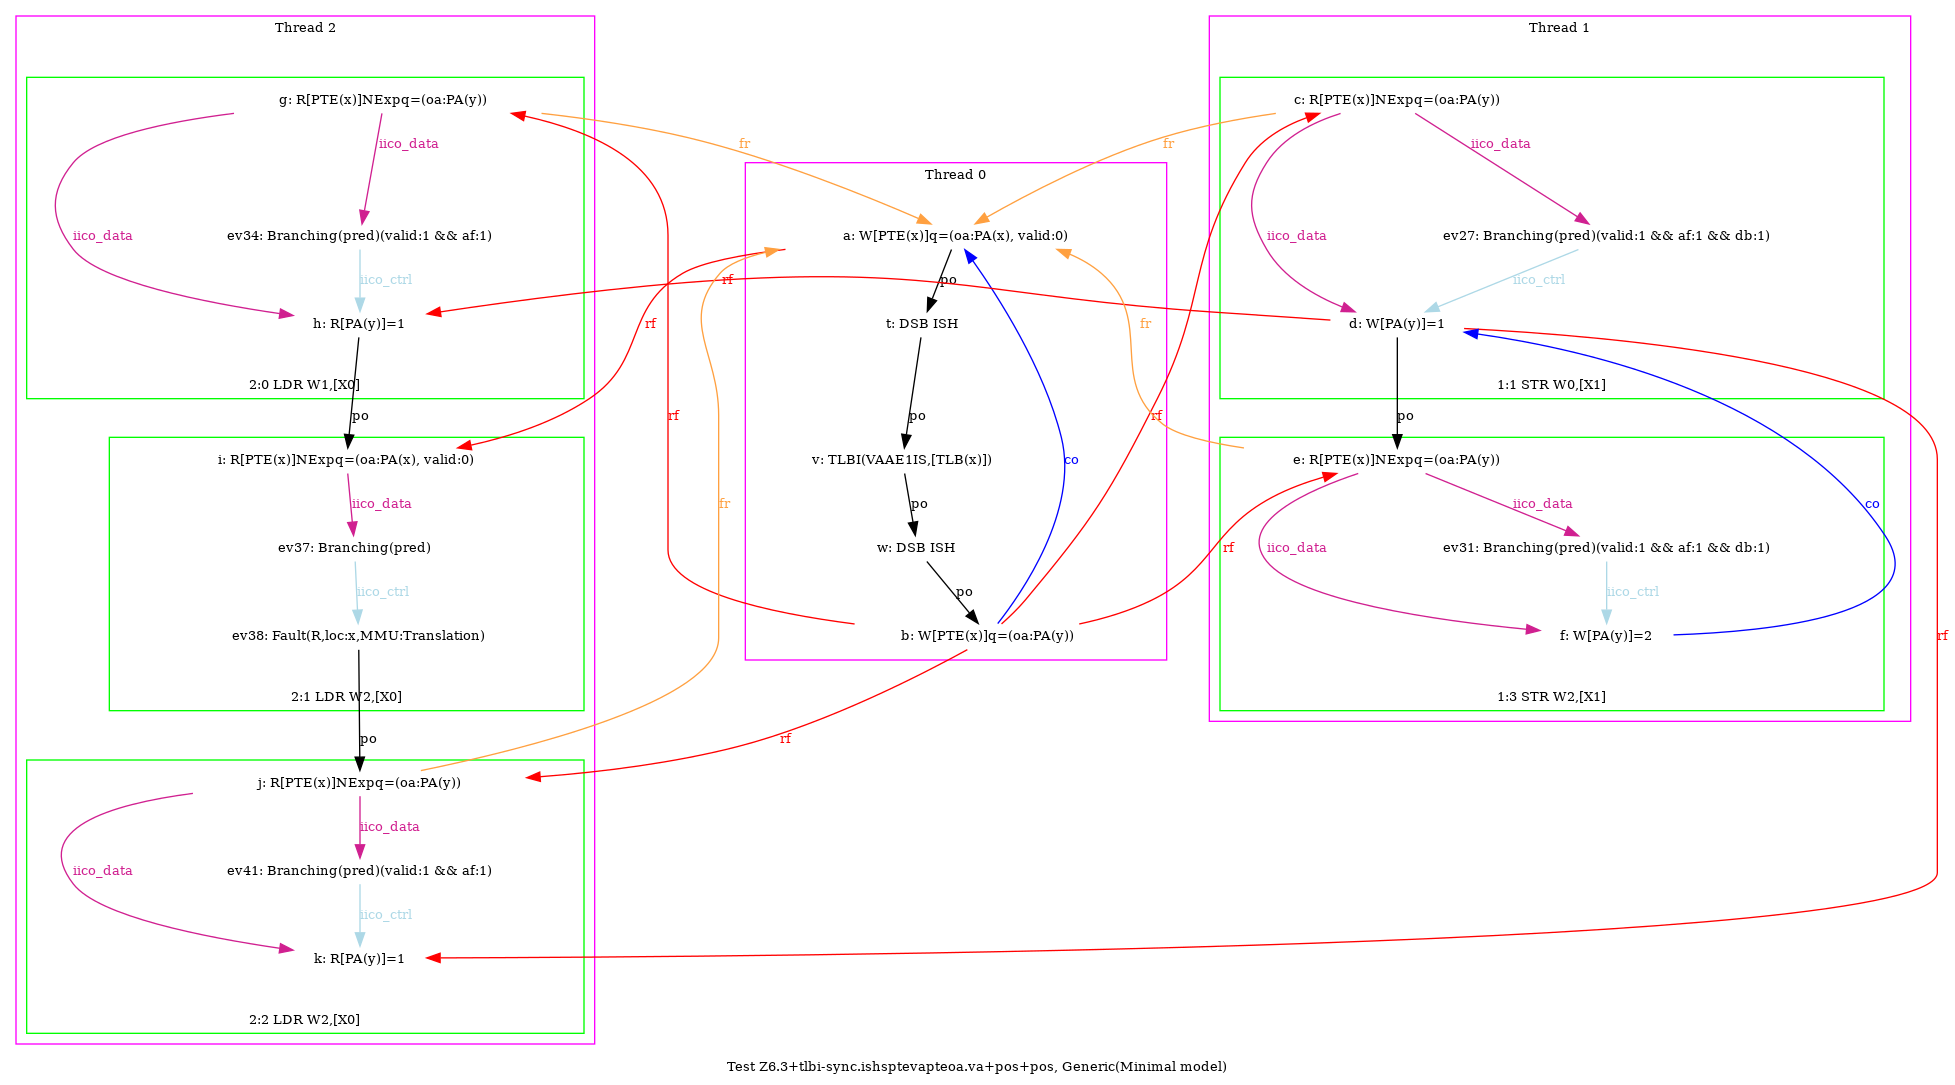 Thread 2
g: R[PTE(x)]NExpq=(oa:PA(y))
iico_data
iico_data
ev34: Branching(pred)(valid:1 && af:1)
iico_ctrl
h: R[PA(y)]=1
2:0 LDR W1,[X0]
po
i: R[PTE(x)]NExpq=(oa:PA(x), valid:0)
iico_data
ev37: Branching(pred)
iico_ctrl
ev38: Fault(R,loc:x,MMU:Translation)
2:1 LDR W2,[X0]
po
j: R[PTE(x)]NExpq=(oa:PA(y))
iico_data
iico_data
ev41: Branching(pred)(valid:1 && af:1)
iico_ctrl
k: R[PA(y)]=1
2:2 LDR W2,[X0]
fr
rf
rf
rf
fr
rf
Thread 0
a: W[PTE(x)]q=(oa:PA(x), valid:0)
po
t: DSB ISH
po
v: TLBI(VAAE1IS,[TLB(x)])
po
w: DSB ISH
po
b: W[PTE(x)]q=(oa:PA(y))
co
fr
fr
rf
rf
Thread 1
c: R[PTE(x)]NExpq=(oa:PA(y))
iico_data
iico_data
ev27: Branching(pred)(valid:1 && af:1 && db:1)
iico_ctrl
d: W[PA(y)]=1
1:1 STR W0,[X1]
po
e: R[PTE(x)]NExpq=(oa:PA(y))
iico_data
iico_data
ev31: Branching(pred)(valid:1 && af:1 && db:1)
iico_ctrl
f: W[PA(y)]=2
1:3 STR W2,[X1]
co
rf
Test Z6.3+tlbi-sync.ishsptevapteoa.va+pos+pos, Generic(Minimal model)